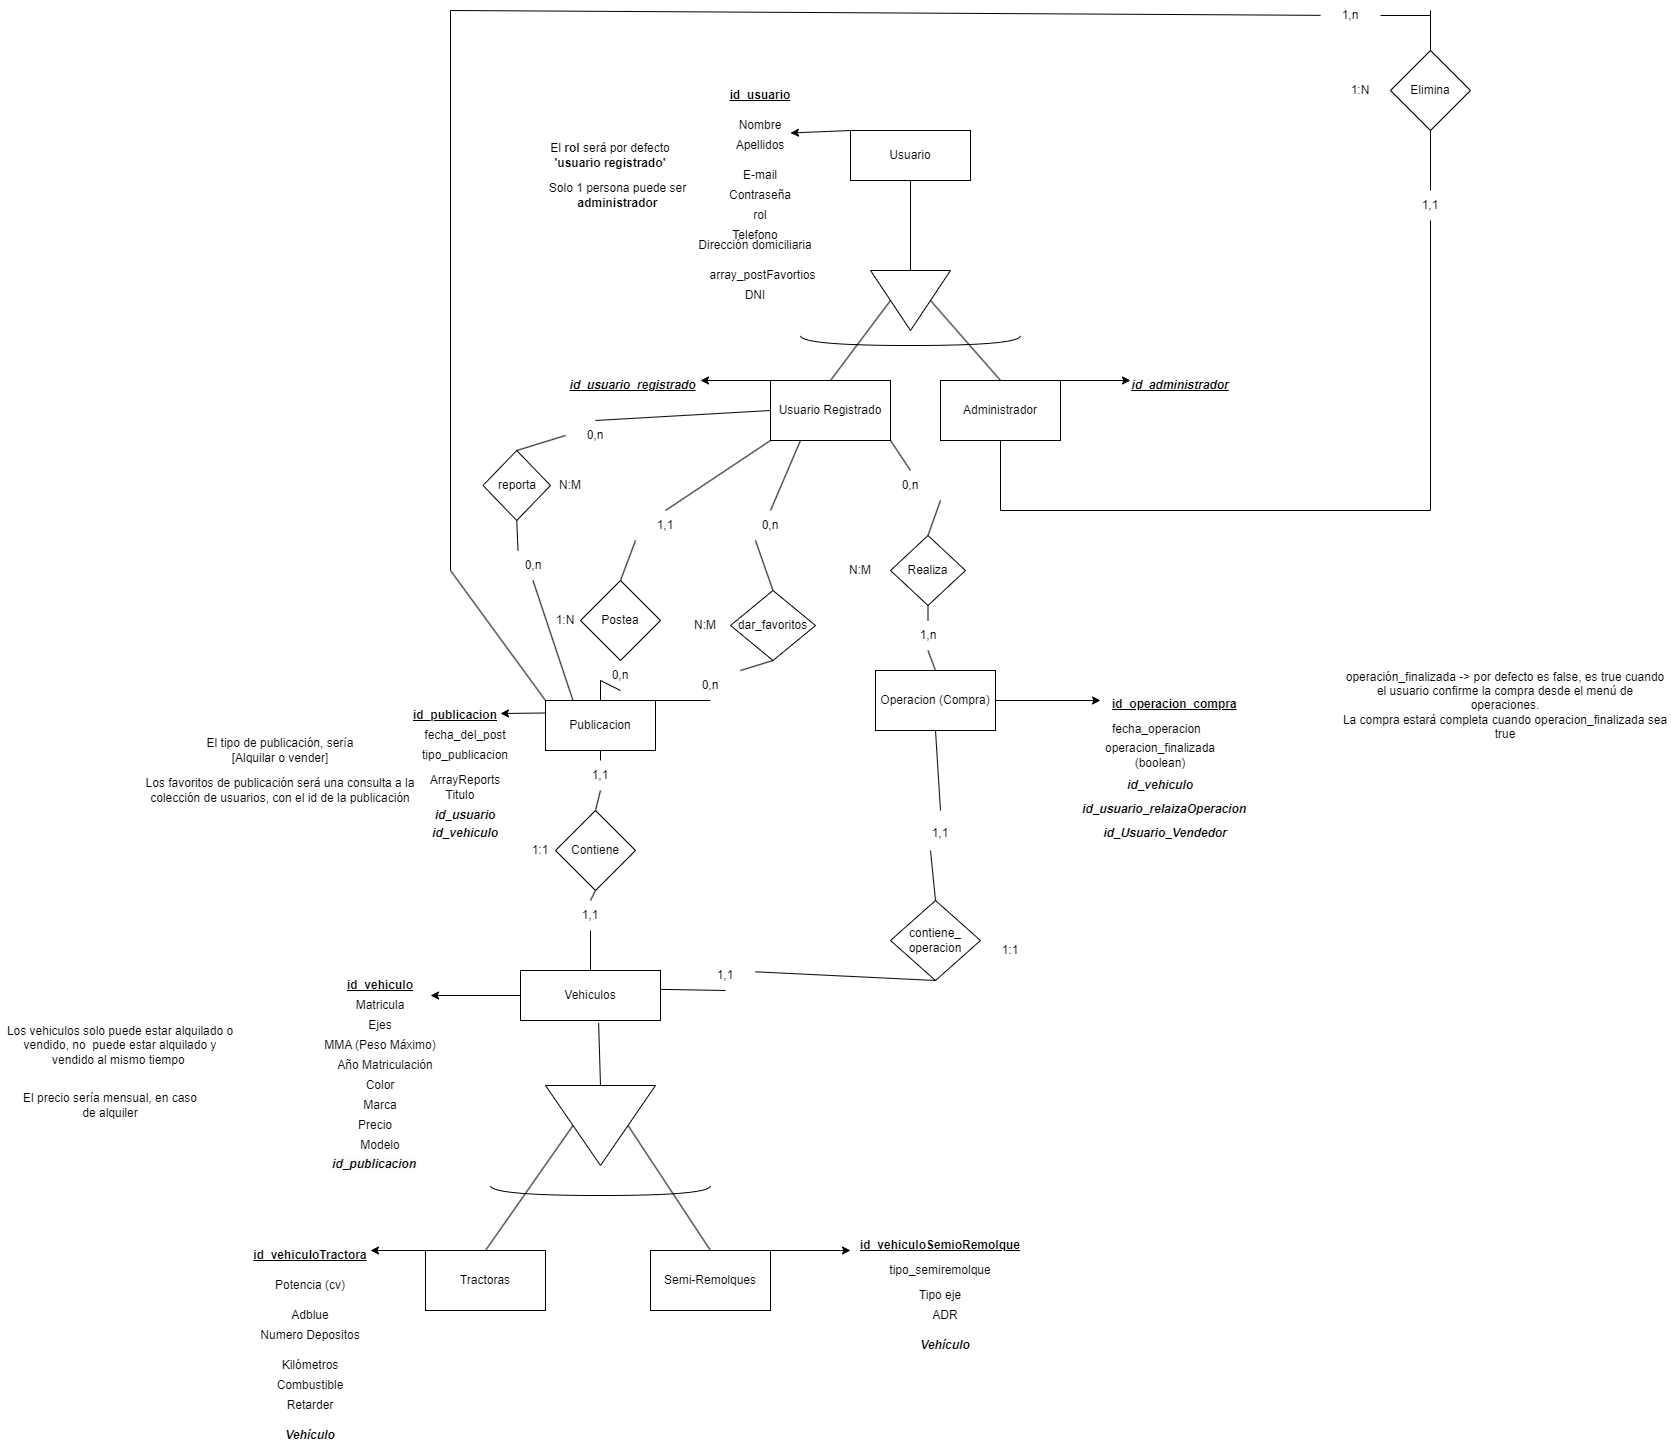 1,n
Elimina
1:N
1,1
id_usuario
Nombre
Apellidos
E-mail
Contraseña
rol
Telefono
Dirección domiciliaria
array_postFavortios
DNI
El rol será por defecto
'usuario registrado'
Solo 1 persona puede ser
administrador
Usuario
id_usuario_registrado
Usuario Registrado
Administrador
id_administrador
0,n
reporta
N:M
0,n
1,1
1:N
Postea
0,n
0,n
N:M
dar_favoritos
0,n
0,n
N:M
Realiza
1,n
Operacion (Compra)
id_operacion_compra
fecha_operacion
operacion_finalizada
(boolean)
id_vehiculo
id_usuario_relaizaOperacion
id_Usuario_Vendedor
operación_finalizada -> por defecto es false, es true cuando
el usuario confirme la compra desde el menú de
operaciones.
La compra estará completa cuando operacion_finalizada sea
true
id_publicacion
fecha_del_post
tipo_publicacion
ArrayReports
Titulo
id_usuario
id_vehiculo
Publicacion
El tipo de publicación, sería
[Alquilar o vender]
Los favoritos de publicación será una consulta a la
colección de usuarios, con el id de la publicación
1,1
1:1
Contiene
1,1
1,1
contiene_
operacion
1:1
1,1
Vehiculos
id_vehiculo
Matricula
Ejes
MMA (Peso Máximo)
Año Matriculación
Color
Marca
Precio
Modelo
id_publicacion
Los vehiculos solo puede estar alquilado o
vendido, no puede estar alquilado y
vendido al mismo tiempo
El precio sería mensual, en caso
de alquiler
id_vehiculoTractora
Potencia (cv)
Adblue
Numero Depositos
Kilómetros
Combustible
Retarder
Vehículo
Tractoras
Semi-Remolques
id_vehiculoSemioRemolque
tipo_semiremolque
Tipo eje
ADR
Vehículo